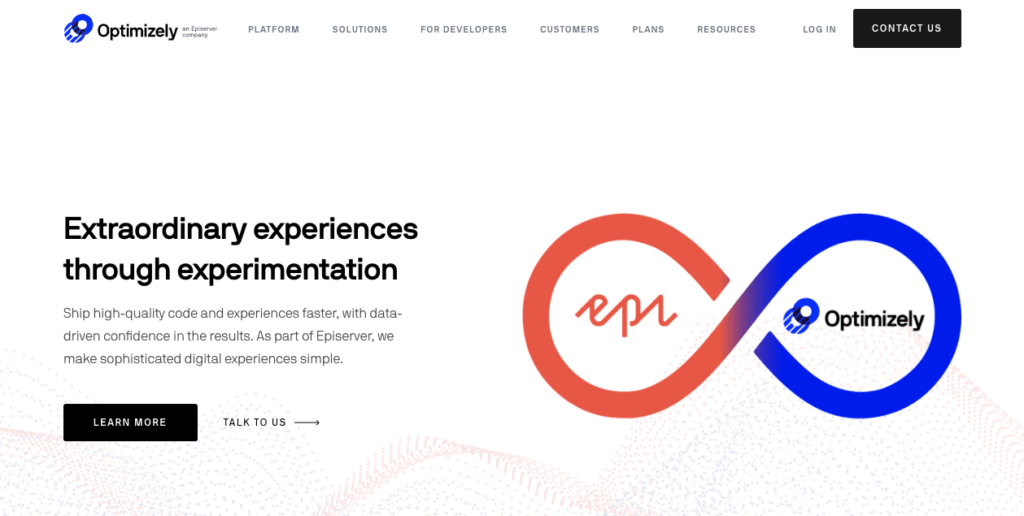 Optimizely an Episerver company PLATFORM SOLUTIONS FOR DEVELOPERS CUSTOMERS PLANS RESOURCES LOG IN CONTACT US
Extraordinary experiences
through experimentation
Ship high-quality code and experiences faster, with data-
driven confidence in the results. As part of Episerver, we
make sophisticated digital experiences simple.
LEARN MORE TALK TO US
epi Optimizely